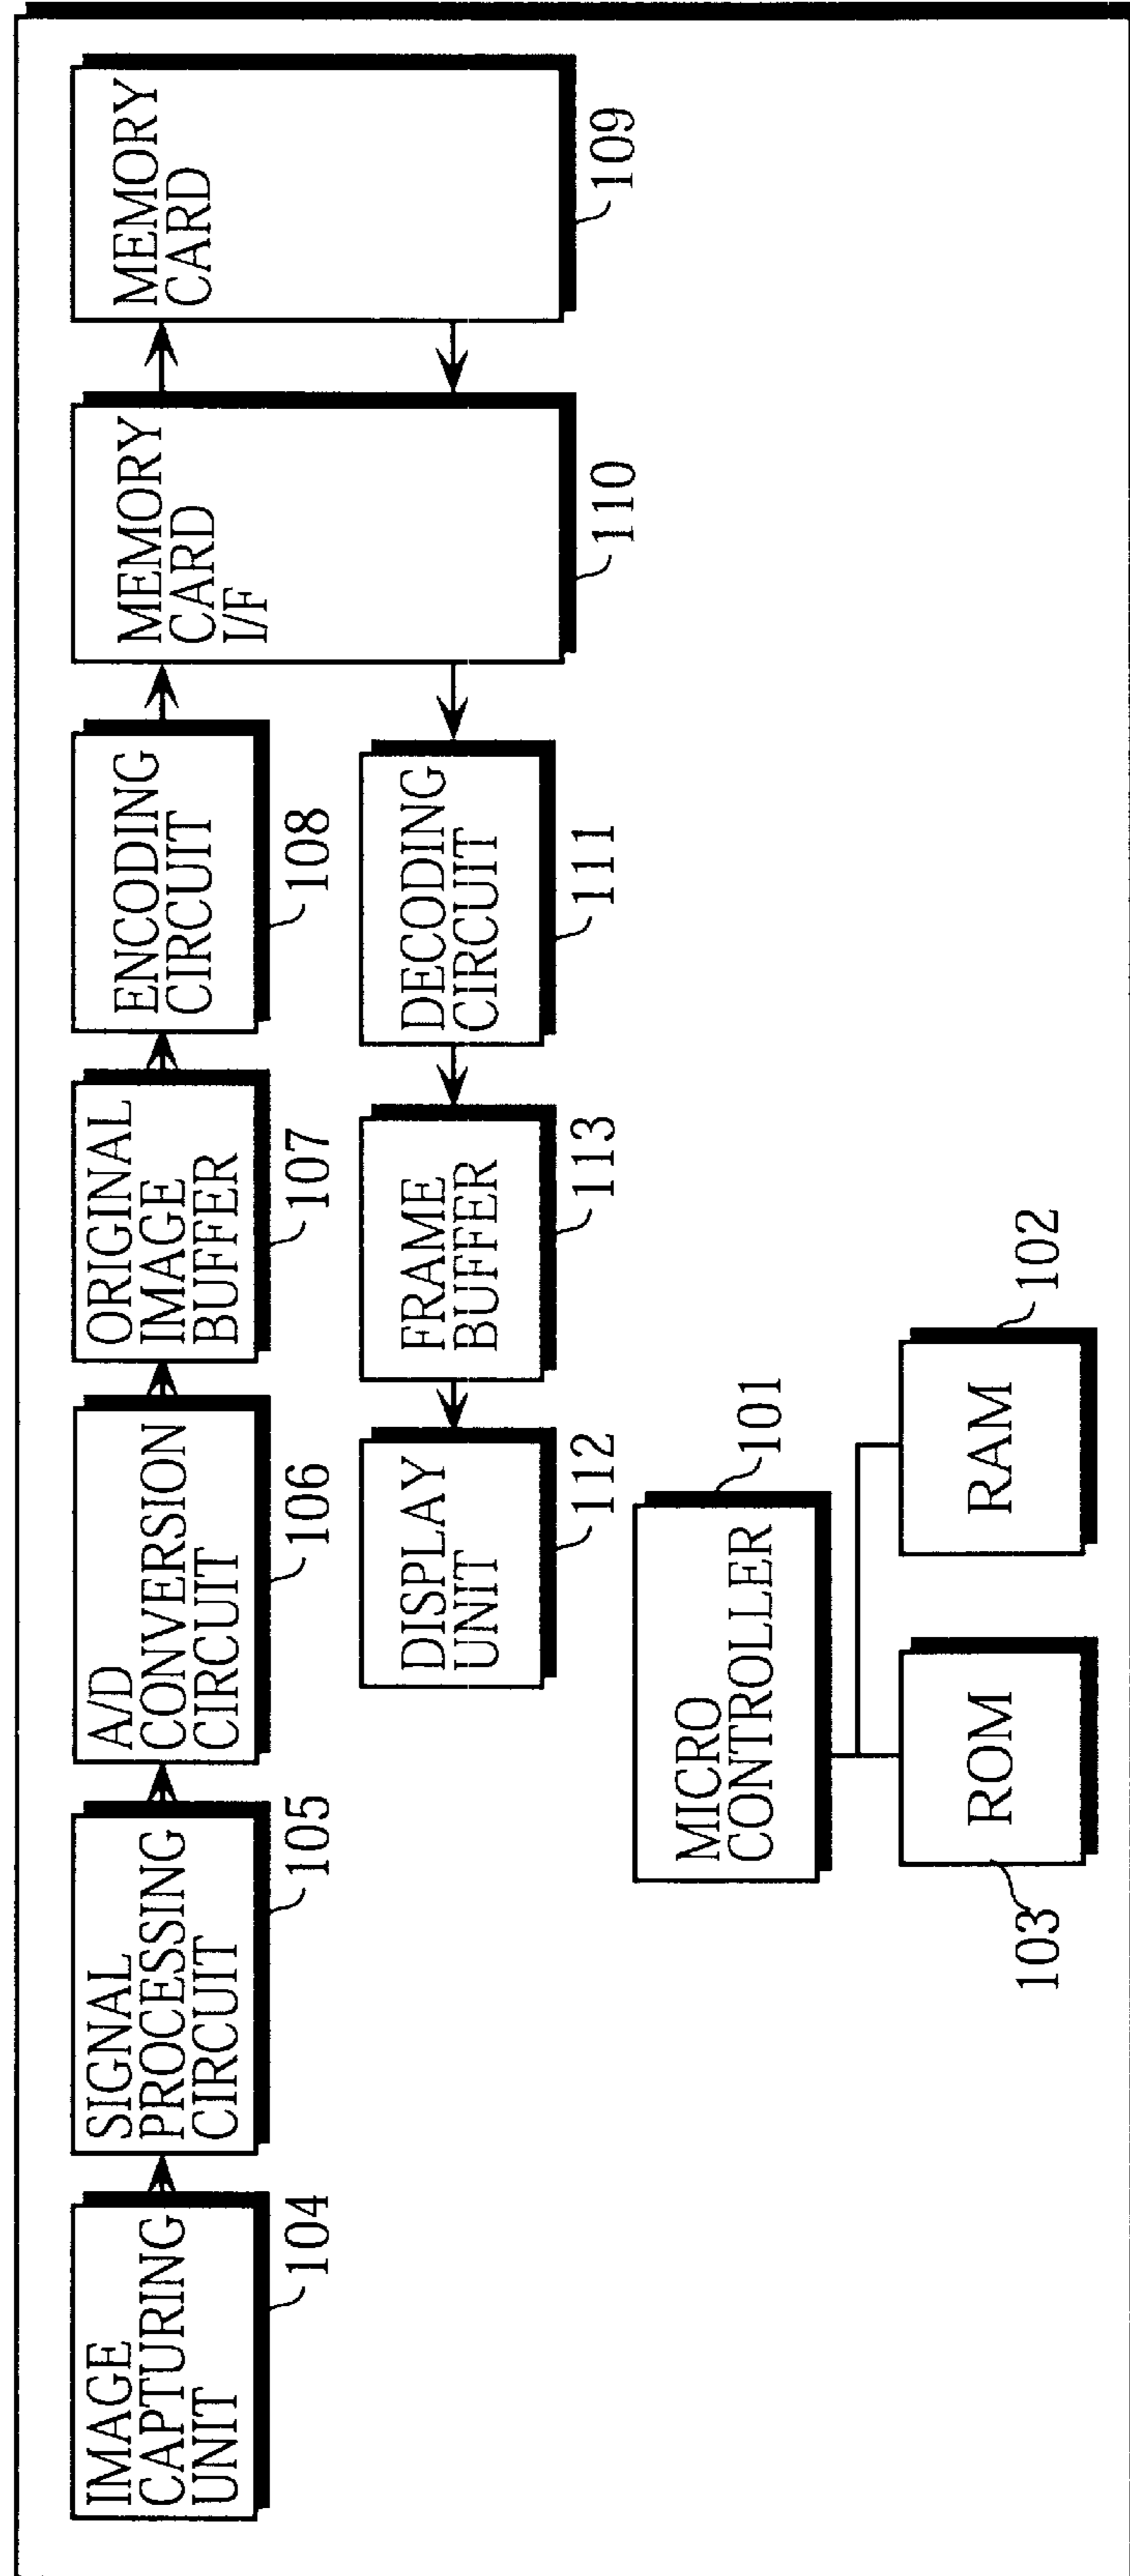 IMAGE
CAPTURING
UNIT
104
SIGNAL
PROCESSING
CIRCUIT
105
A/D
CONVERSION
CIRCUIT
106
ORIGINAL
IMAGE
BUFFER
107
ENCODING
CIRCUIT
108
MEMORY
CARD
I/F
110
MEMORY
CARD
109
DISPLAY
UNIT
112
FRAME
BUFFER
113
DECODING
CIRCUIT
111
MICRO
CONTROLLER
101
ROM
103
RAM
102